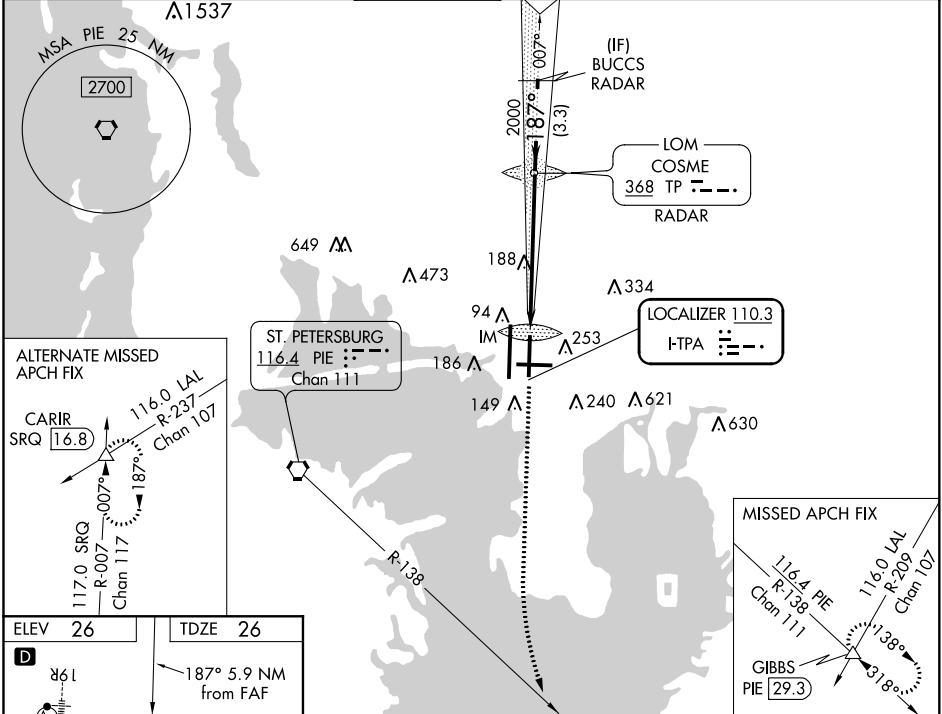 1537
MSA PIE 25 NM
2700
007°
(IF)
BUCCS
RADAR
2000
187°
(3.3)
LOM
COSME
368 TP
RADAR
649
473
188
334
94
IM
253
LOCALIZER 110.3
I-TPA
ST. PETERSBURG
116.4 PIE
Chan 111
186
149
240
621
630
ALTERNATE MISSED
APCH FIX
CARIR
SRQ 16.8
116.0 LAL
R-237
Chan 107
007°
187°
117.0 SRQ
R-007
Chan 117
R-138
MISSED APCH FIX
116.4 PIE
R-138
Chan 111
116.0 LAL
R-209
Chan 107
138°
318°
GIBBS
PIE 29.3
ELEV 26
TDZE 26
D
19R
187° 5.9 NM
from FAF